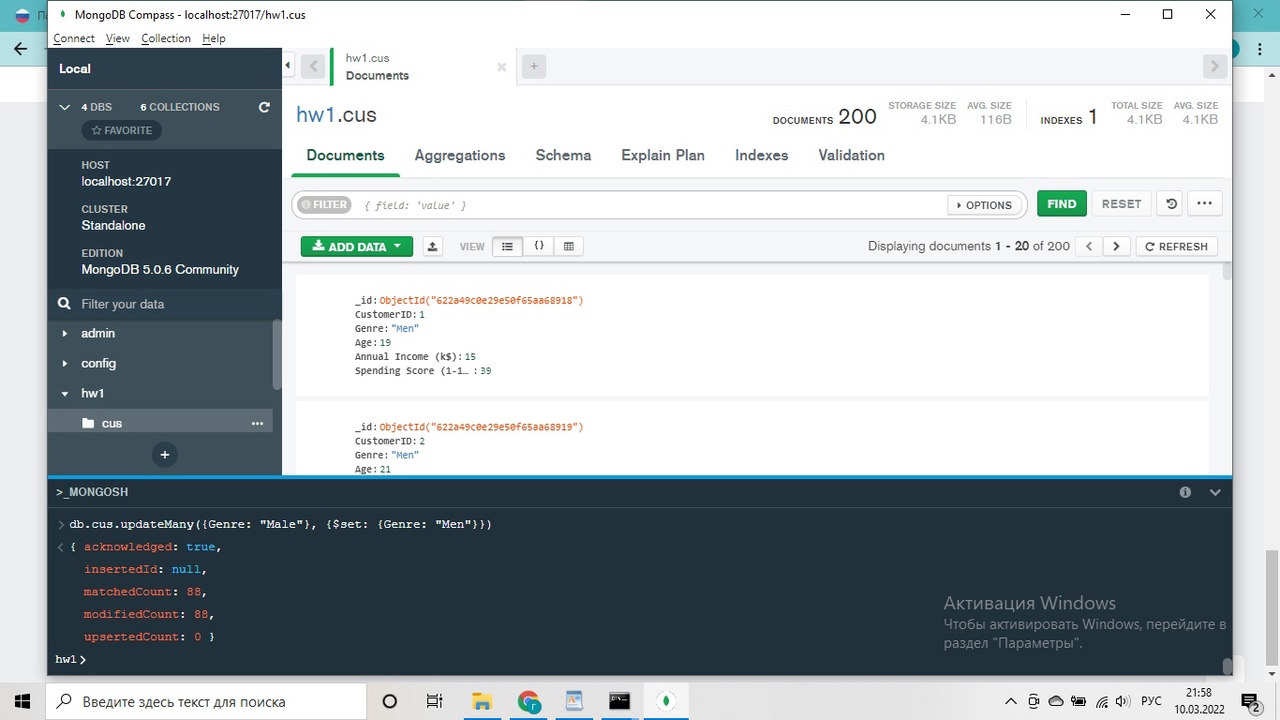 MongoDB Compass - localhost:27017/hw1.cus
Connect View Collection Help
Local
4 DBS 6 COLLECTIONS
FAVORITE
HOST
localhost:27017
CLUSTER
Standalone
EDITION
MongoDB 5.0.6 Community
Filter your data
admin
config
hw1
cus
hw1.cus
Documents
hw1.cus
DOCUMENTS 200
STORAGE SIZE
4.1KB
AVG. SIZE
116B
INDEXES 1
TOTAL SIZE
4.1KB
AVG. SIZE
4.1KB
Documents Aggregations Schema Explain Plan Indexes Validation
FILTER { field: 'value' } OPTIONS FIND RESET
ADD DATA VIEW {} Displaying documents 1 - 20 of 200 REFRESH
_id: ObjectId("622a49c0e29e50f65aa68918")
CustomerID: 1
Genre: "Men"
Age: 19
Annual Income (k$): 15
Spending Score (1-1… : 39
_id: ObjectId("622a49c0e29e50f65aa68919")
CustomerID: 2
Genre: "Men"
Age: 21
>_MONGOSH
> db.cus.updateMany({Genre: "Male"}, {$set: {Genre: "Men"}})
< { acknowledged: true,
insertedId: null,
matchedCount: 88,
modifiedCount: 88,
upsertedCount: 0 }
hw1>
Активация Windows
Чтобы активировать Windows, перейдите в
раздел "Параметры".
Введите здесь текст для поиска
РУС
21:58
10.03.2022
2